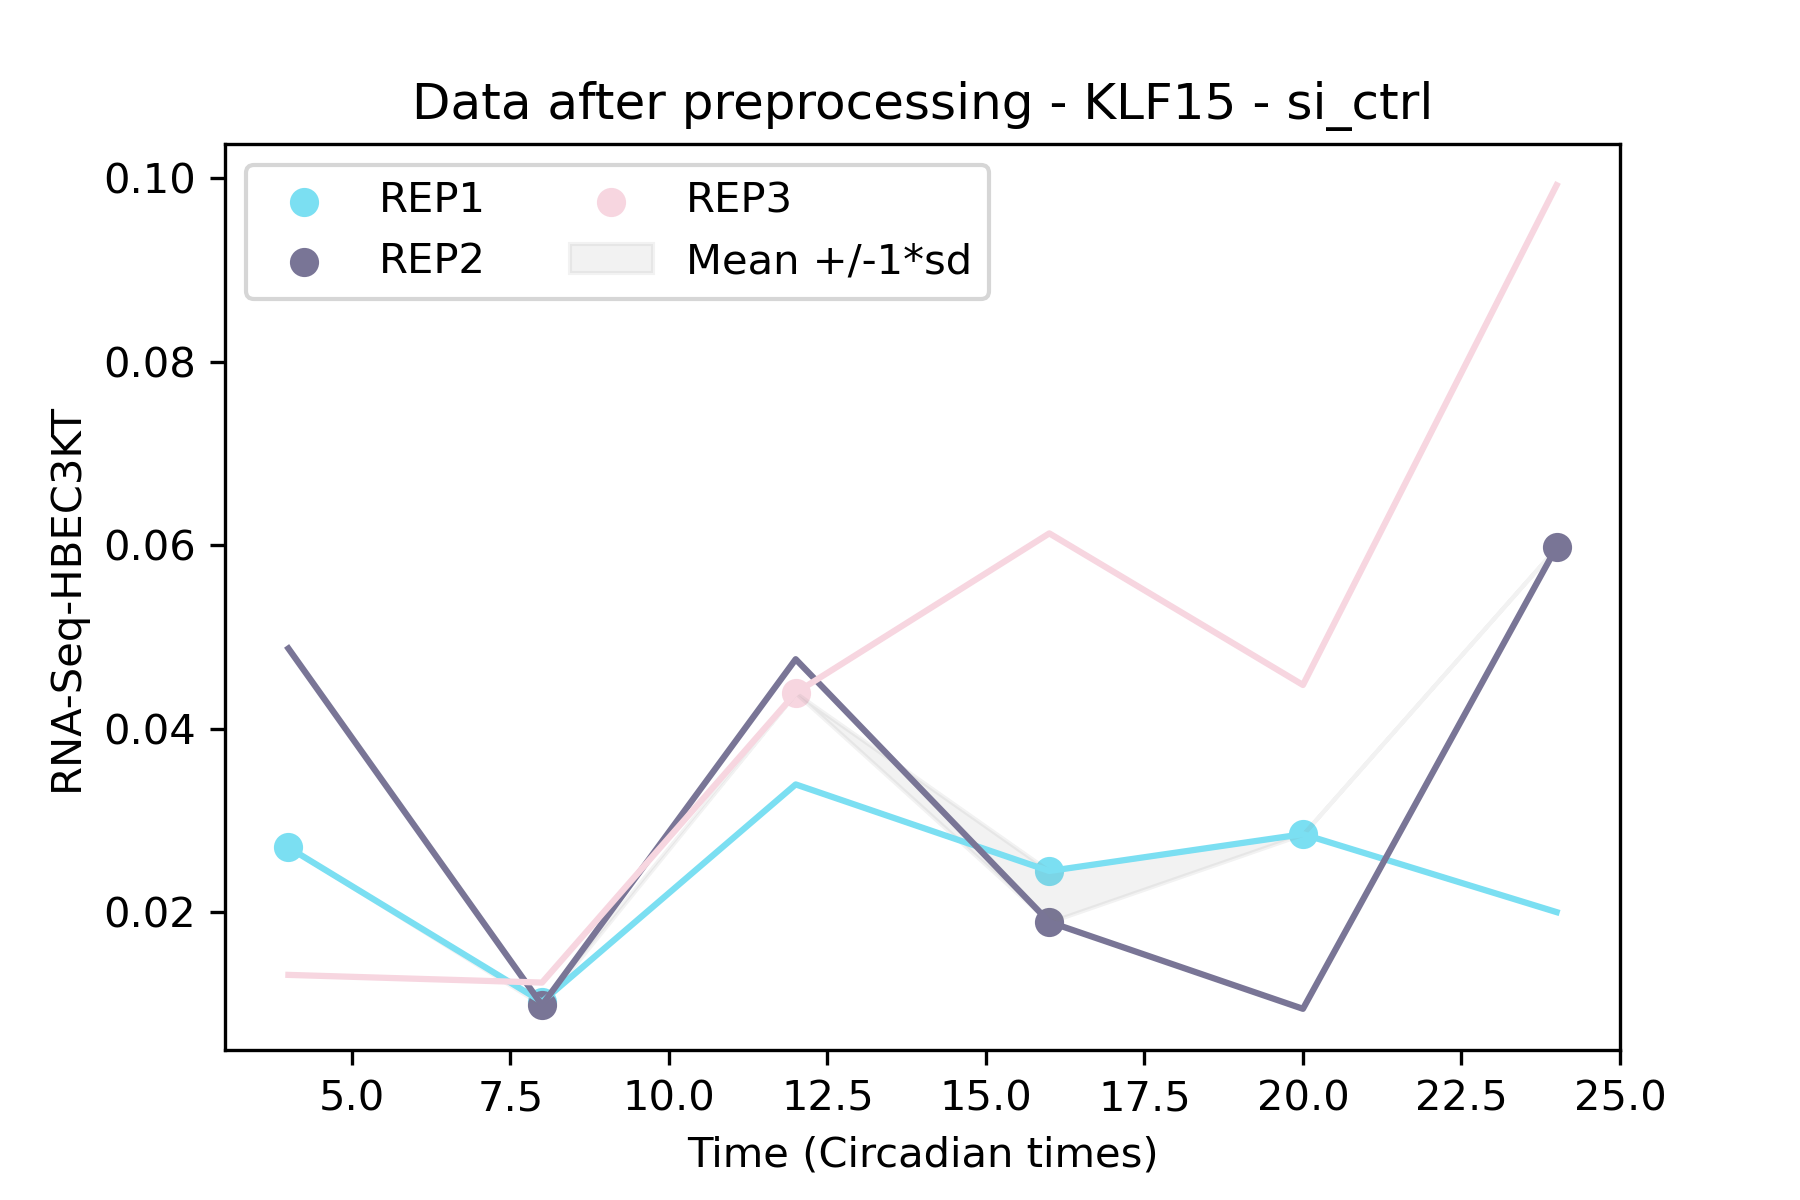 Data after preprocessing - KLF15 - si_ctrl
REP1
REP2
REP3
Mean +/-1*sd
RNA-Seq-HBEC3KT
0.10
0.08
0.06
0.04
0.02
5.0 7.5 10.0 12.5 15.0 17.5 20.0 22.5 25.0
Time (Circadian times)